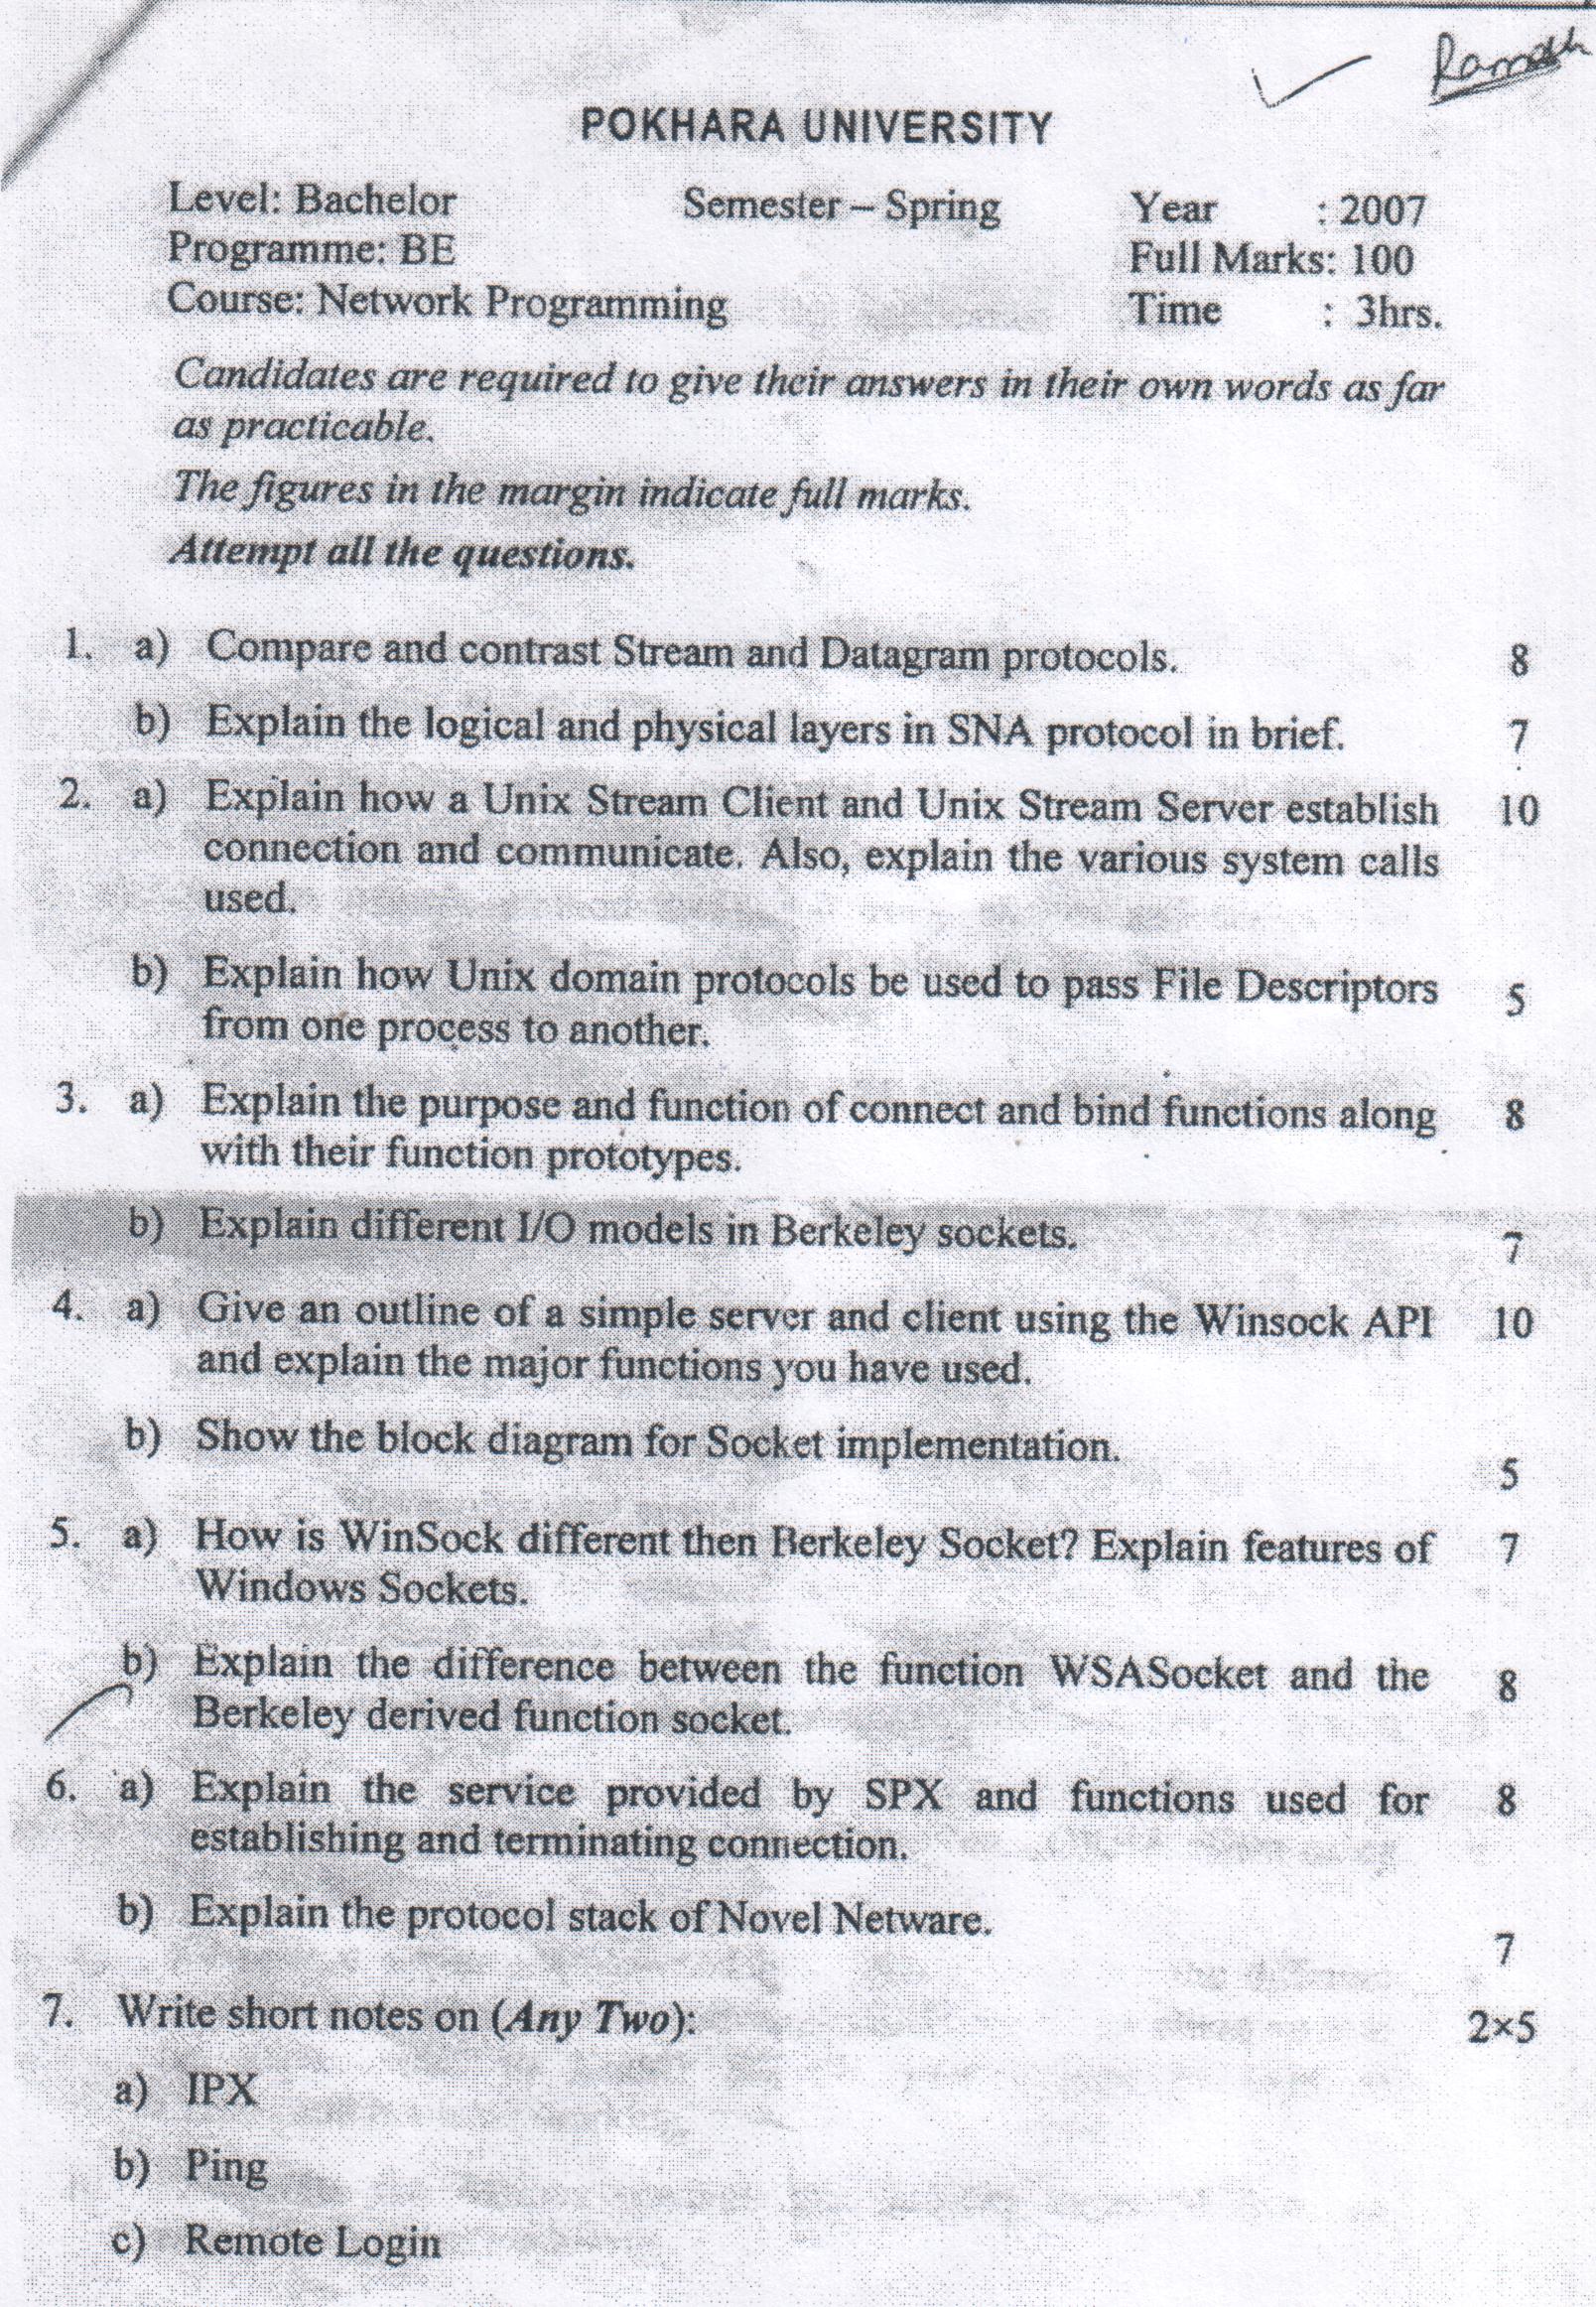 Ramesh
POKHARA UNIVERSITY
Level: Bachelor Semester – Spring Year : 2007
Programme: BE Full Marks: 100
Course: Network Programming Time : 3hrs.
Candidates are required to give their answers in their own words as far
as practicable.
The figures in the margin indicate full marks.
Attempt all the questions.
1. a) Compare and contrast Stream and Datagram protocols. 8
b) Explain the logical and physical layers in SNA protocol in brief. 7
2. a) Explain how a Unix Stream Client and Unix Stream Server establish 10
connection and communicate. Also, explain the various system calls
used.
b) Explain how Unix domain protocols be used to pass File Descriptors 5
from one process to another.
3. a) Explain the purpose and function of connect and bind functions along 8
with their function prototypes.
b) Explain different I/O models in Berkeley sockets. 7
4. a) Give an outline of a simple server and client using the Winsock API 10
and explain the major functions you have used.
b) Show the block diagram for Socket implementation. 5
5. a) How is WinSock different then Berkeley Socket? Explain features of 7
Windows Sockets.
b) Explain the difference between the function WSASocket and the 8
Berkeley derived function socket.
6. a) Explain the service provided by SPX and functions used for 8
establishing and terminating connection.
b) Explain the protocol stack of Novel Netware. 7
7. Write short notes on (Any Two): 2×5
a) IPX
b) Ping
c) Remote Login